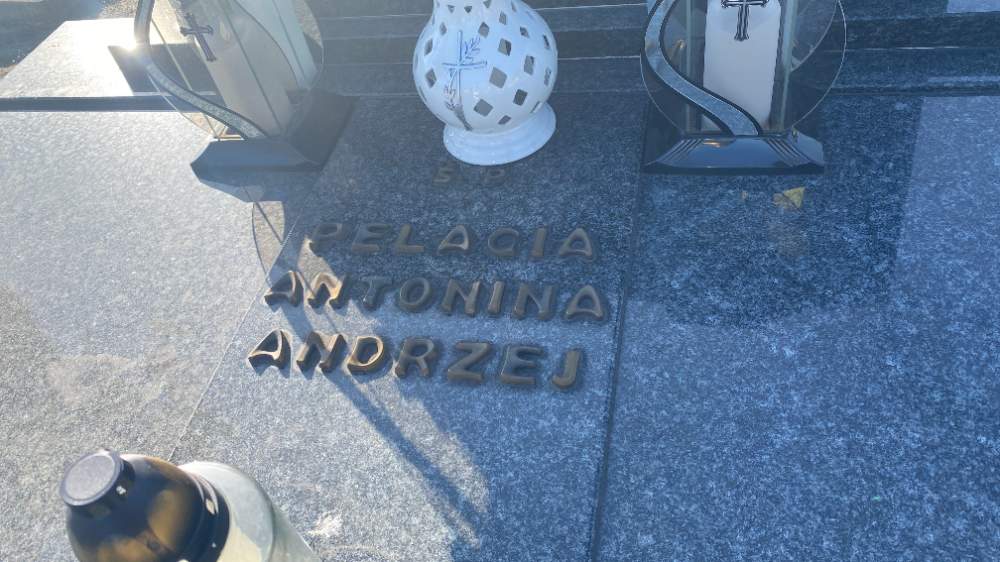 Ś.P.
PELAGIA
ANTONINA
ANDRZEJ